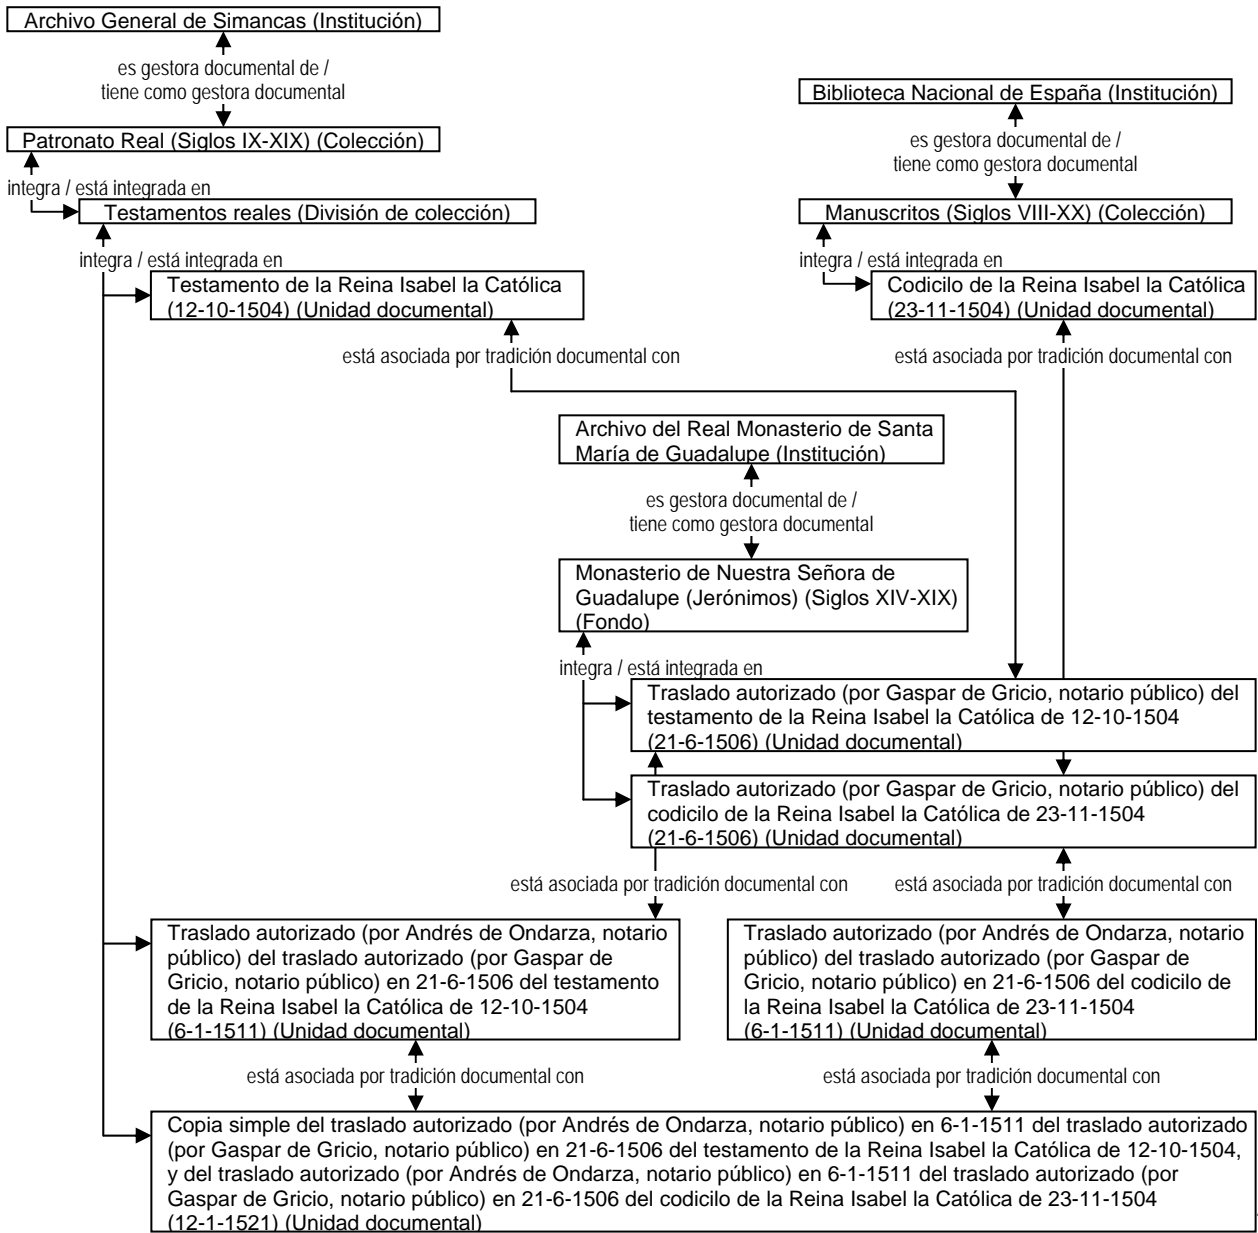 Archivo General de Simancas (Institución)
es gestora documental de /
tiene como gestora documental
Biblioteca Nacional de España (Institución)
Patronato Real (Siglos IX-XIX) (Colección)
es gestora documental de /
tiene como gestora documental
integra / está integrada en
Testamentos reales (División de colección)
Manuscritos (Siglos VIII-XX) (Colección)
integra / está integrada en
integra / está integrada en
Testamento de la Reina Isabel la Católica
(12-10-1504) (Unidad documental)
Codicilo de la Reina Isabel la Católica
(23-11-1504) (Unidad documental)
está asociada por tradición documental con
está asociada por tradición documental con
Archivo del Real Monasterio de Santa
María de Guadalupe (Institución)
es gestora documental de /
tiene como gestora documental
Monasterio de Nuestra Señora de
Guadalupe (Jerónimos) (Siglos XIV-XIX)
(Fondo)
integra / está integrada en
Traslado autorizado (por Gaspar de Gricio, notario público) del
testamento de la Reina Isabel la Católica de 12-10-1504
(21-6-1506) (Unidad documental)
Traslado autorizado (por Gaspar de Gricio, notario público) del
codicilo de la Reina Isabel la Católica de 23-11-1504
(21-6-1506) (Unidad documental)
está asociada por tradición documental con
está asociada por tradición documental con
Traslado autorizado (por Andrés de Ondarza, notario
público) del traslado autorizado (por Gaspar de
Gricio, notario público) en 21-6-1506 del testamento
de la Reina Isabel la Católica de 12-10-1504
(6-1-1511) (Unidad documental)
Traslado autorizado (por Andrés de Ondarza, notario
público) del traslado autorizado (por Gaspar de
Gricio, notario público) en 21-6-1506 del codicilo de
la Reina Isabel la Católica de 23-11-1504
(6-1-1511) (Unidad documental)
está asociada por tradición documental con
está asociada por tradición documental con
Copia simple del traslado autorizado (por Andrés de Ondarza, notario público) en 6-1-1511 del traslado autorizado
(por Gaspar de Gricio, notario público) en 21-6-1506 del testamento de la Reina Isabel la Católica de 12-10-1504,
y del traslado autorizado (por Andrés de Ondarza, notario público) en 6-1-1511 del traslado autorizado (por
Gaspar de Gricio, notario público) en 21-6-1506 del codicilo de la Reina Isabel la Católica de 23-11-1504
(12-1-1521) (Unidad documental)